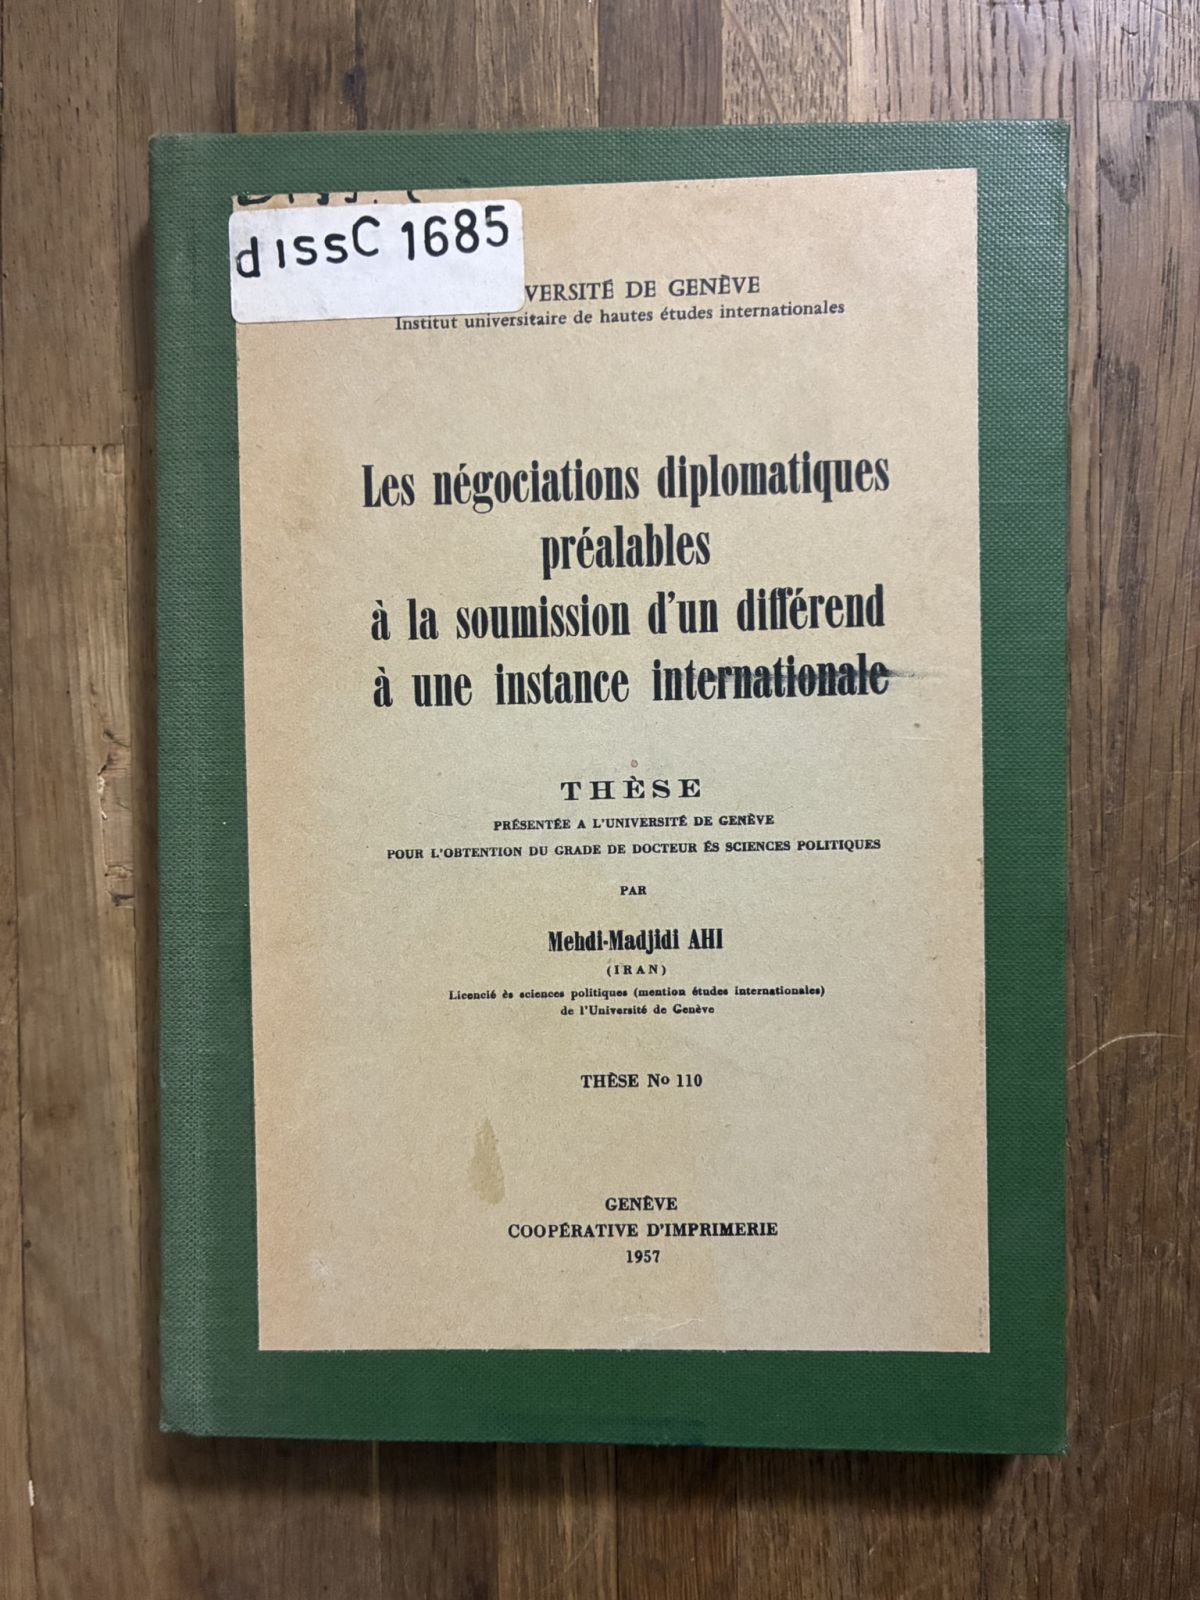 dissC 1685
VERSITÉ DE GENÈVE
Institut universitaire de hautes études internationales
Les négociations diplomatiques
préalables
à la soumission d'un différend
à une instance internationale
THÈSE
PRÉSENTÉE A L'UNIVERSITÉ DE GENÈVE
POUR L'OBTENTION DU GRADE DE DOCTEUR ÉS SCIENCES POLITIQUES
PAR
Mehdi-Madjidi AHI
(IRAN)
Licencié ès sciences politiques (mention études internationales)
de l'Université de Genève
THÈSE No 110
GENÈVE
COOPÉRATIVE D'IMPRIMERIE
1957